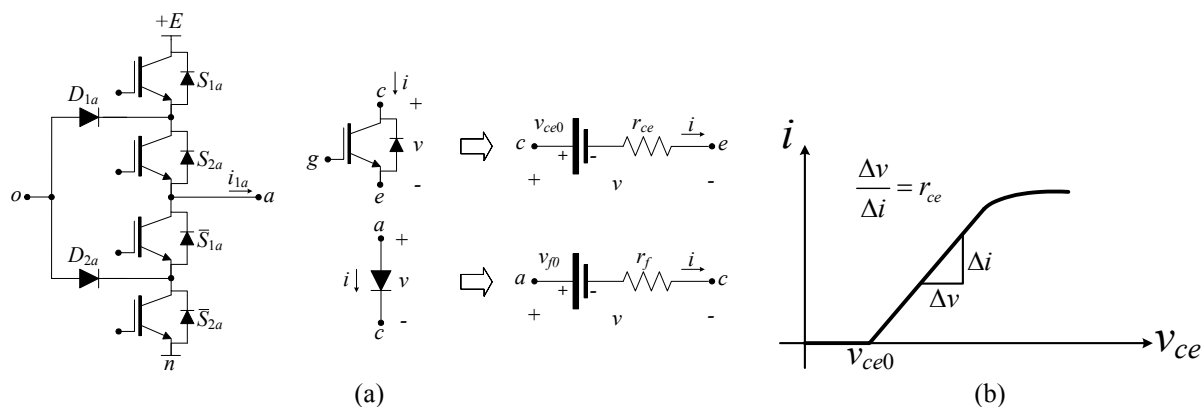 +E
S1a
D1a
S2a
o
i1a
a
S̄1a
D2a
S̄2a
n
i
c
+
g
v
e
-
a
+
i
v
c
-
vce0
rce
i
c
+
-
e
+
v
-
vf0
rf
i
a
+
-
c
+
v
-
(a)
i
Δv/Δi = rce
Δi
Δv
vce0
vce
(b)